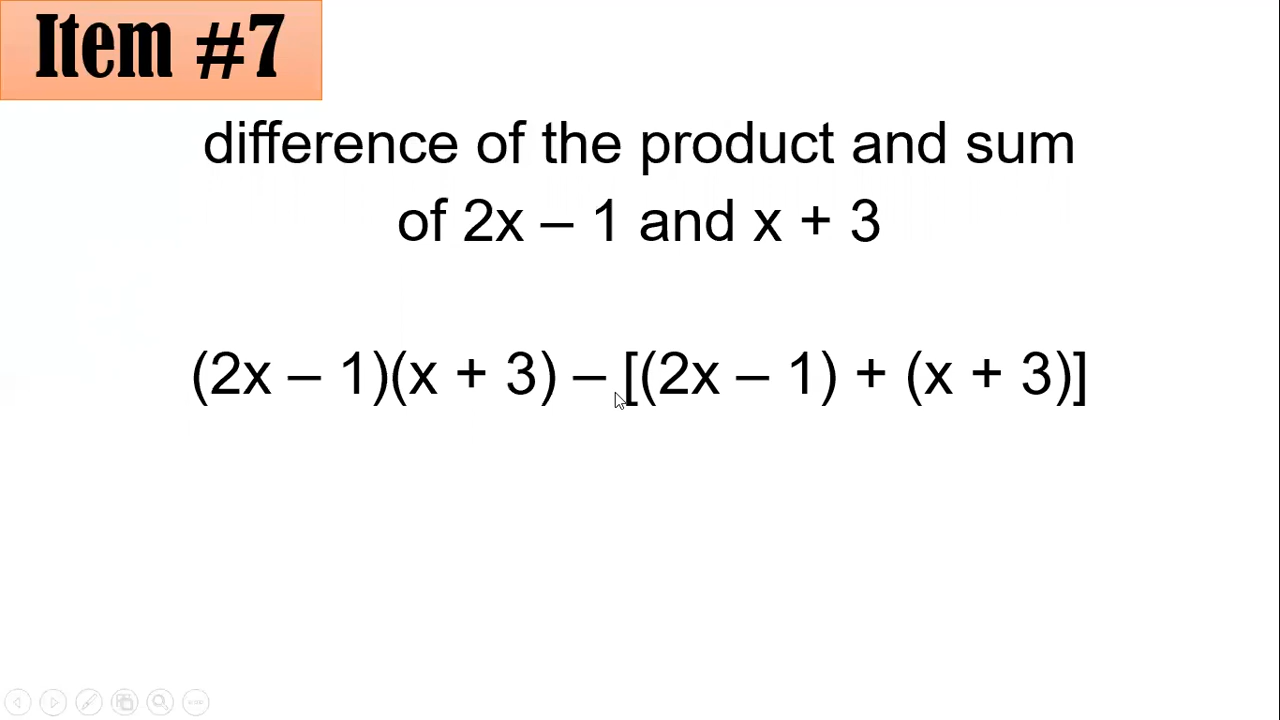 Item #7
difference of the product and sum
of 2x – 1 and x + 3
(2x – 1)(x + 3) – [(2x – 1) + (x + 3)]